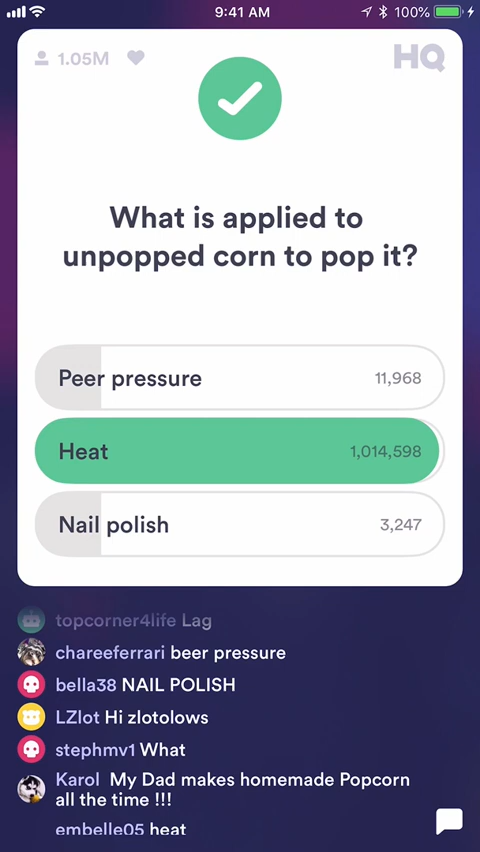 9:41 AM
100%
1.05M
HQ
What is applied to
unpopped corn to pop it?
Peer pressure 11,968
Heat 1,014,598
Nail polish 3,247
topcorner4life Lag
chareeferrari beer pressure
bella38 NAIL POLISH
LZlot Hi zlotolows
stephmv1 What
Karol My Dad makes homemade Popcorn
all the time !!!
embelle05 heat